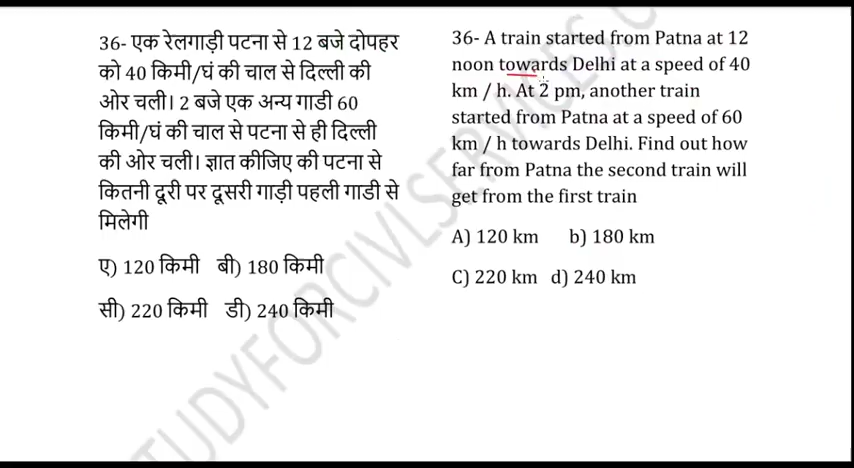 36- एक रेलगाड़ी पटना से 12 बजे दोपहर
को 40 किमी/घं की चाल से दिल्ली की
ओर चली। 2 बजे एक अन्य गाडी 60
किमी/घं की चाल से पटना से ही दिल्ली
की ओर चली। ज्ञात कीजिए की पटना से
कितनी दूरी पर दूसरी गाड़ी पहली गाडी से
मिलेगी
ए) 120 किमी बी) 180 किमी
सी) 220 किमी डी) 240 किमी
36- A train started from Patna at 12
noon towards Delhi at a speed of 40
km / h. At 2 pm, another train
started from Patna at a speed of 60
km / h towards Delhi. Find out how
far from Patna the second train will
get from the first train
A) 120 km b) 180 km
C) 220 km d) 240 km
STUDYFORCIVLSERVICES.COM